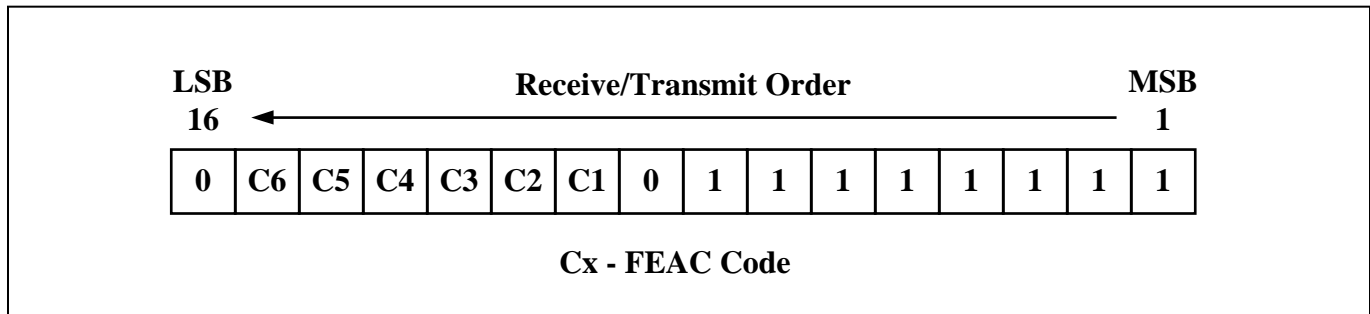 LSB Receive/Transmit Order MSB
16 1
0 C6 C5 C4 C3 C2 C1 0 1 1 1 1 1 1 1 1
Cx - FEAC Code